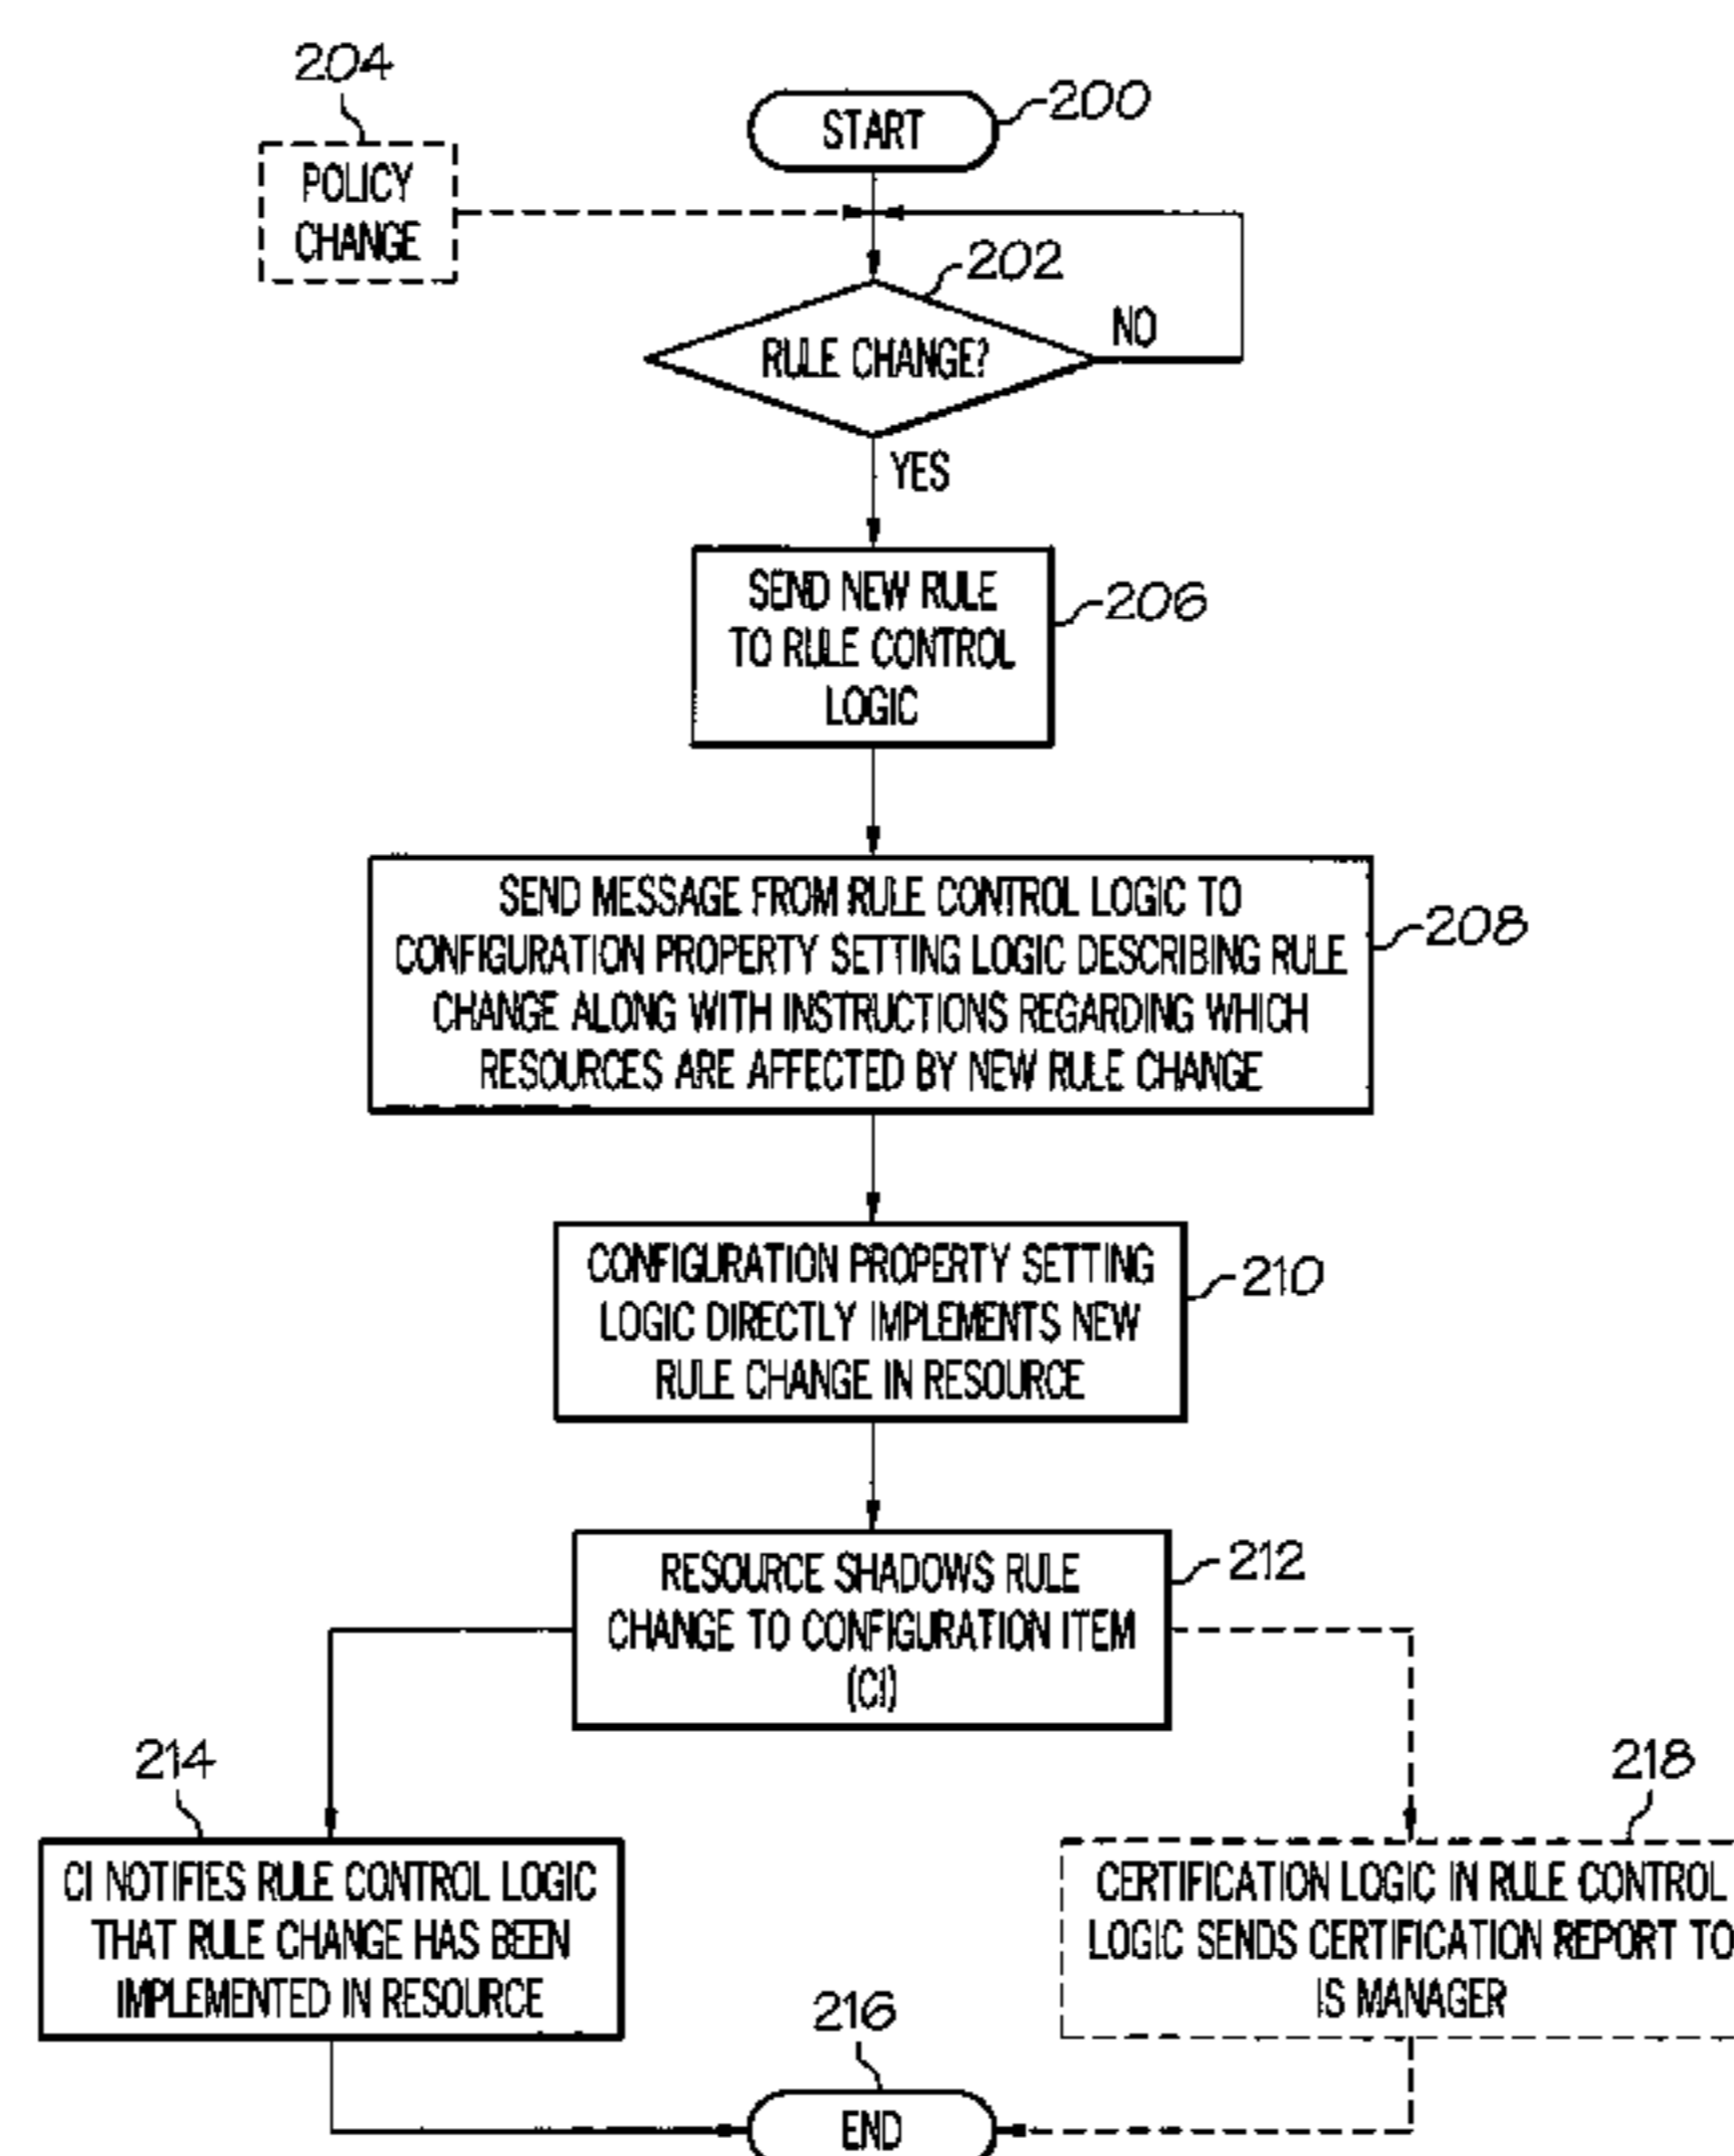 204
200
START
POLICY
CHANGE
202
NO
RULE CHANGE?
YES
SEND NEW RULE
TO RULE CONTROL
LOGIC
206
SEND MESSAGE FROM RULE CONTROL LOGIC TO
CONFIGURATION PROPERTY SETTING LOGIC DESCRIBING RULE
CHANGE ALONG WITH INSTRUCTIONS REGARDING WHICH
RESOURCES ARE AFFECTED BY NEW RULE CHANGE
208
CONFIGURATION PROPERTY SETTING
LOGIC DIRECTLY IMPLEMENTS NEW
RULE CHANGE IN RESOURCE
210
RESOURCE SHADOWS RULE
CHANGE TO CONFIGURATION ITEM
(CI)
212
214
CI NOTIFIES RULE CONTROL LOGIC
THAT RULE CHANGE HAS BEEN
IMPLEMENTED IN RESOURCE
218
CERTIFICATION LOGIC IN RULE CONTROL
LOGIC SENDS CERTIFICATION REPORT TO
IS MANAGER
216
END